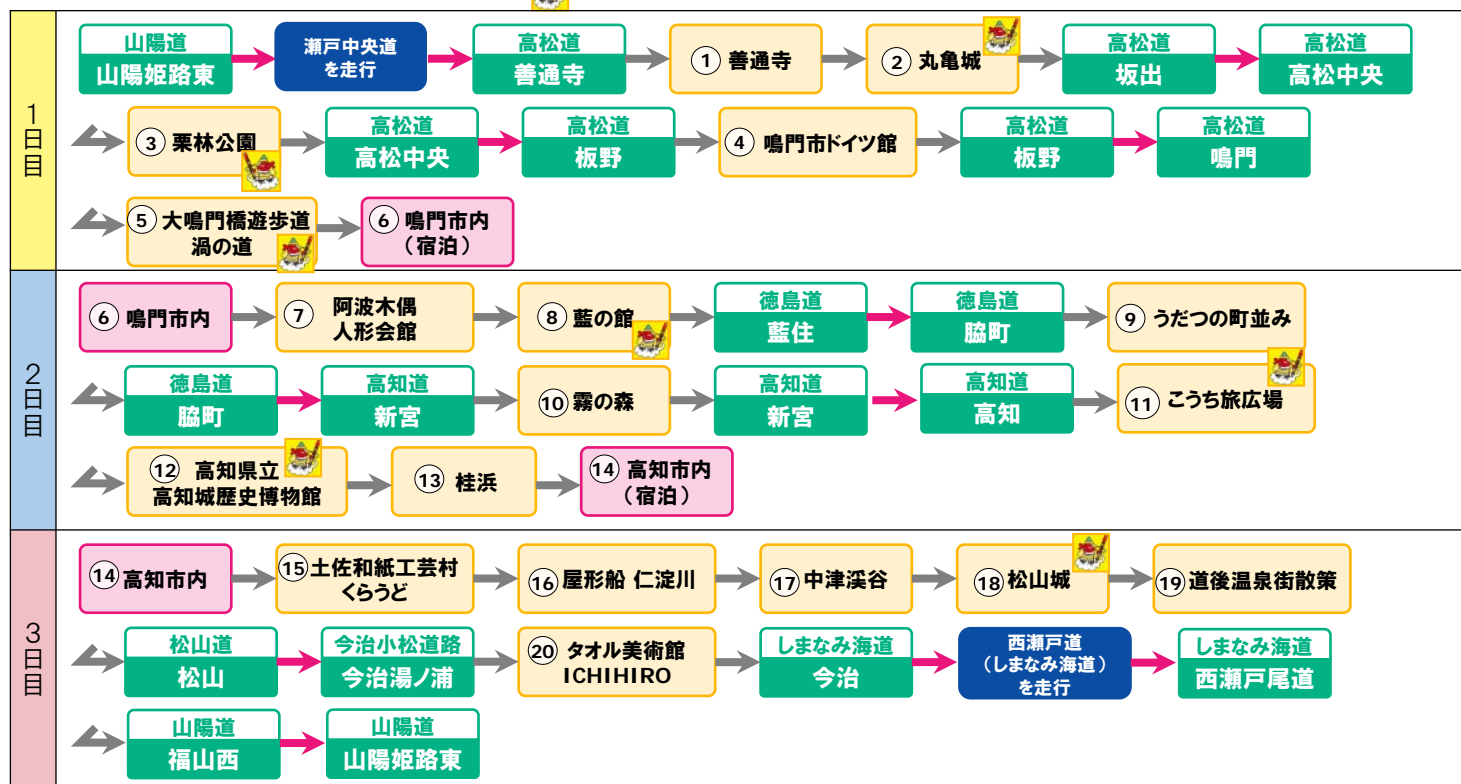 1日目
山陽道
山陽姫路東
瀬戸中央道
を走行
高松道
善通寺
① 善通寺
② 丸亀城
高松道
坂出
高松道
高松中央
③ 栗林公園
高松道
高松中央
高松道
板野
④ 鳴門市ドイツ館
高松道
板野
高松道
鳴門
⑤ 大鳴門橋遊歩道
渦の道
⑥ 鳴門市内
（宿泊）
2日目
⑥ 鳴門市内
⑦ 阿波木偶
人形会館
⑧ 藍の館
徳島道
藍住
徳島道
脇町
⑨ うだつの町並み
徳島道
脇町
高知道
新宮
⑩ 霧の森
高知道
新宮
高知道
高知
⑪ こうち旅広場
⑫ 高知県立
高知城歴史博物館
⑬ 桂浜
⑭ 高知市内
（宿泊）
3日目
⑭ 高知市内
⑮ 土佐和紙工芸村
くらうど
⑯ 屋形船 仁淀川
⑰ 中津渓谷
⑱ 松山城
⑲ 道後温泉街散策
松山道
松山
今治小松道路
今治湯ノ浦
⑳ タオル美術館
ICHIHIRO
しまなみ海道
今治
西瀬戸道
（しまなみ海道）
を走行
しまなみ海道
西瀬戸尾道
山陽道
福山西
山陽道
山陽姫路東